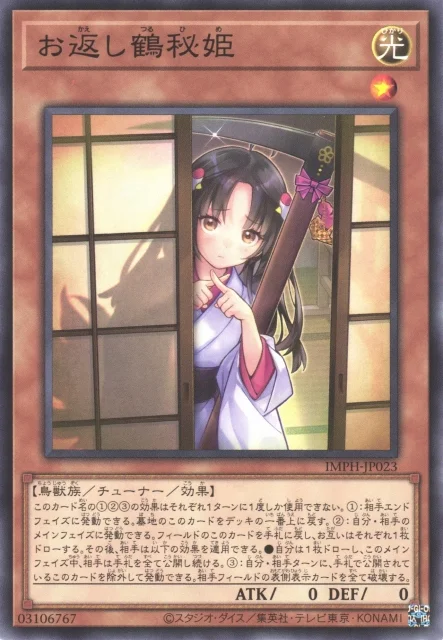 お返し鶴秘姫
光
IMPH-JP023
【鳥獣族／チューナー／効果】
このカード名の①②③の効果はそれぞれ1ターンに1度しか使用できない。①：相手エンド
フェイズに発動できる。墓地のこのカードをデッキの一番上に戻す。②：自分・相手の
メインフェイズに発動できる。フィールドのこのカードを手札に戻し、お互いはそれぞれ1枚
ドローする。その後、相手は以下の効果を適用できる。●自分は1枚ドローし、このメイン
フェイズ中、相手は手札を全て公開し続ける。③：自分・相手ターンに、手札で公開されて
いるこのカードを除外して発動できる。相手フィールドの表側表示カードを全て破壊する。
ATK/ 0 DEF/ 0
03106767 ©スタジオ・ダイス／集英社・テレビ東京・KONAMI